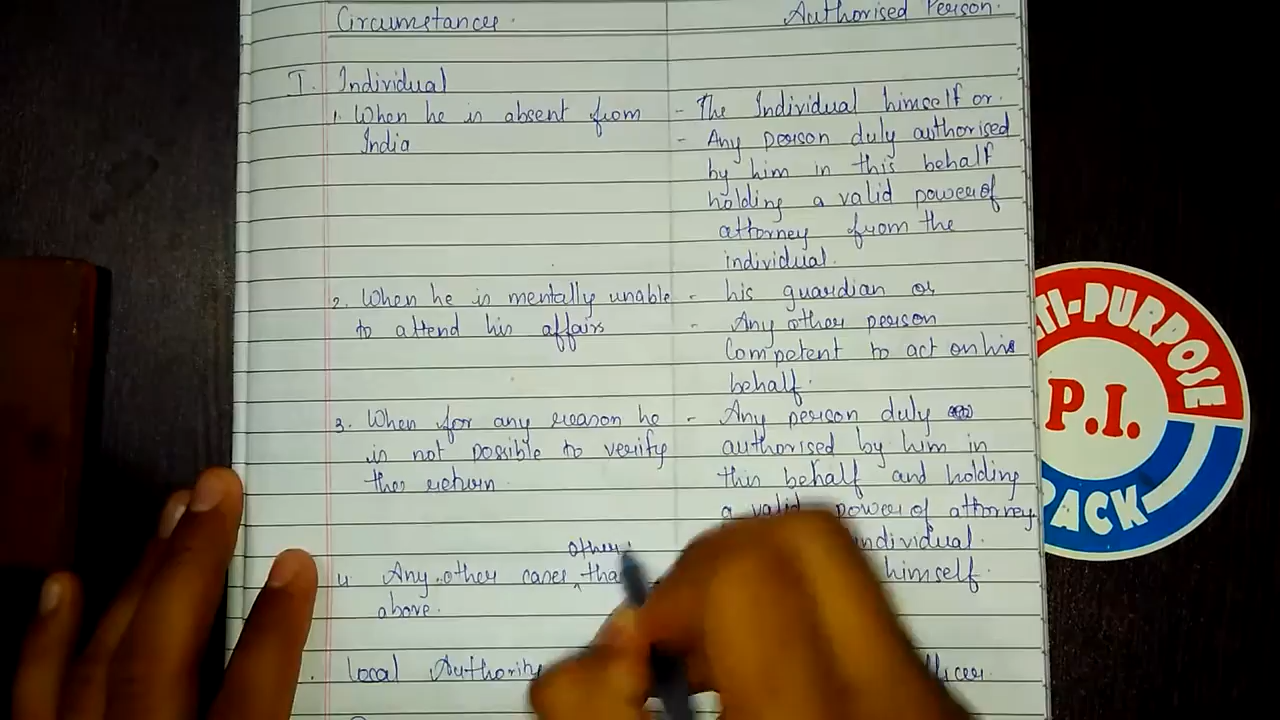 Circumstances. Authorised Person.
I. Individual
1. When he is absent from - The Individual himself or.
India - Any person duly authorised
by him in this behalf
holding a valid power of
attorney from the
individual.
2. When he is mentally unable - his guardian or
to attend his affairs - Any other person
Competent to act on his
behalf.
3. When for any reason he - Any person duly
is not possible to verify authorised by him in
the return. this behalf and holding
a valid power of attorney
other individual.
4 Any other cases himself.
above.
Local Authority
TI-PURPOSE
P.I.
ACK